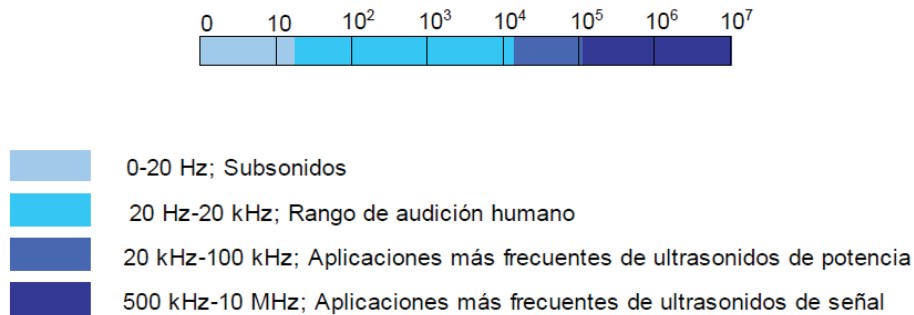 0 10 10² 10³ 10⁴ 10⁵ 10⁶ 10⁷
0-20 Hz; Subsonidos
20 Hz-20 kHz; Rango de audición humano
20 kHz-100 kHz; Aplicaciones más frecuentes de ultrasonidos de potencia
500 kHz-10 MHz; Aplicaciones más frecuentes de ultrasonidos de señal